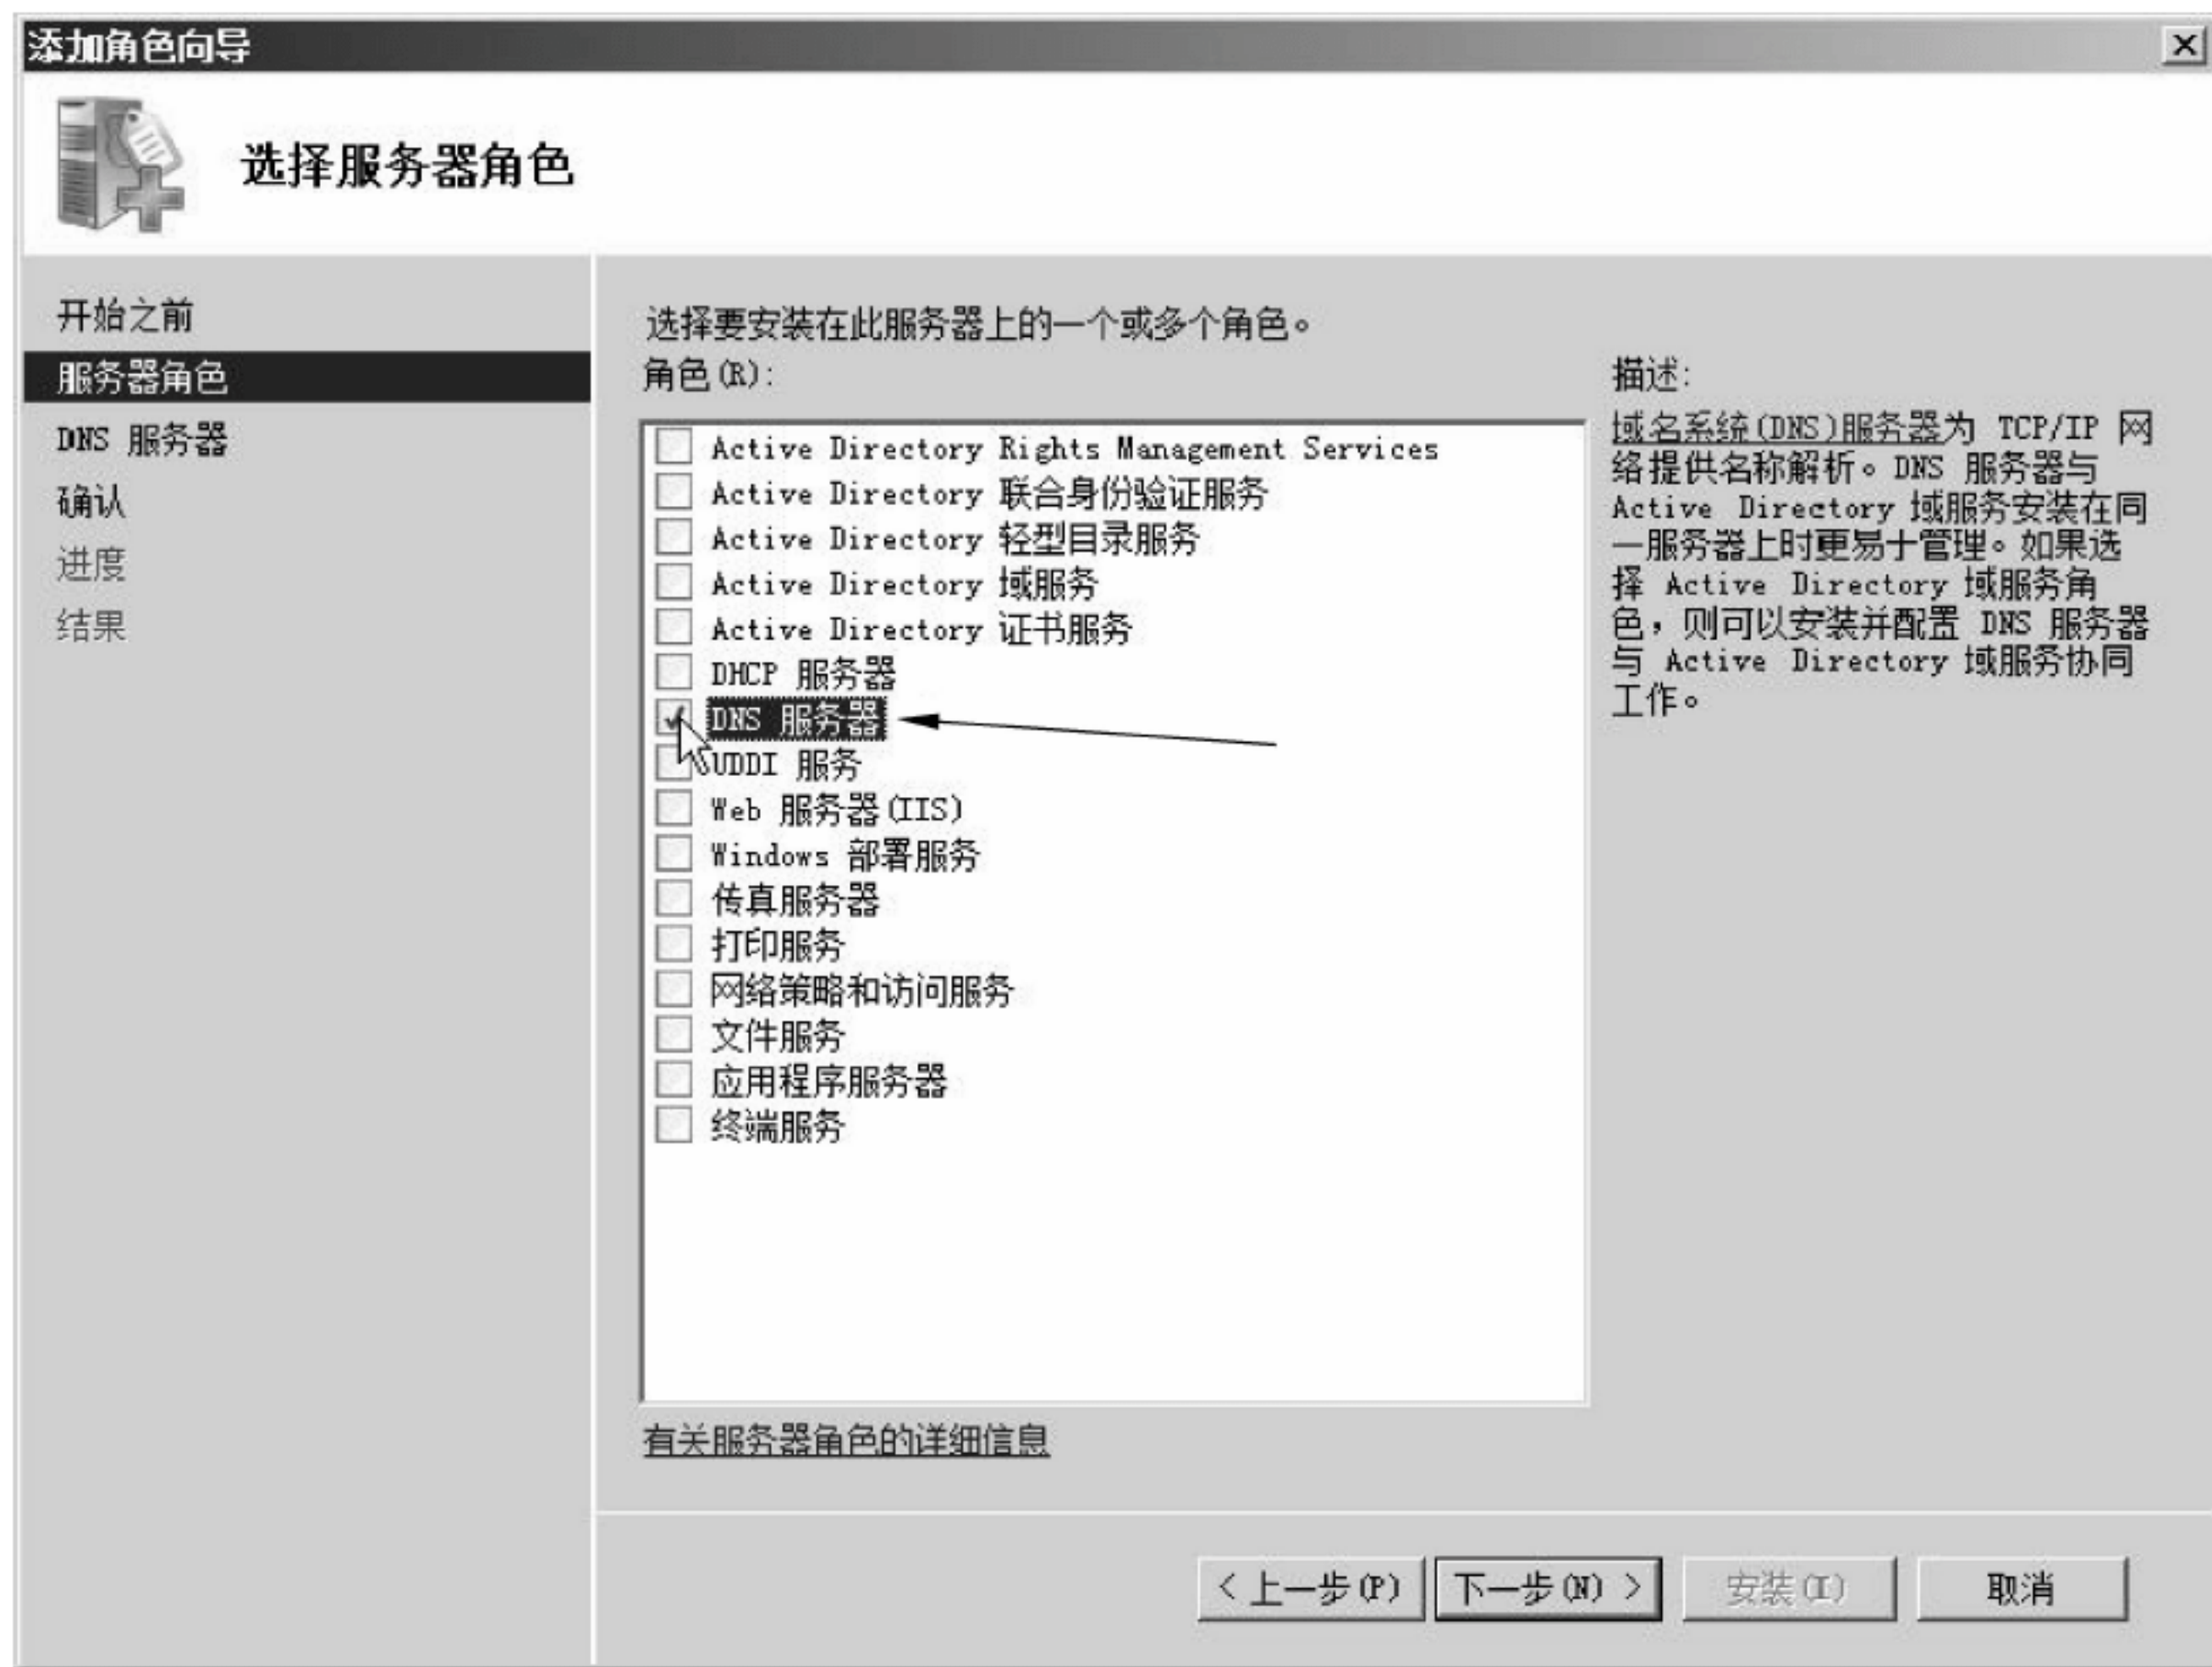 添加角色向导
选择服务器角色
开始之前
服务器角色
DNS 服务器
确认
进度
结果
选择要安装在此服务器上的一个或多个角色。
角色(R):
Active Directory Rights Management Services
Active Directory 联合身份验证服务
Active Directory 轻型目录服务
Active Directory 域服务
Active Directory 证书服务
DHCP 服务器
DNS 服务器
UDDI 服务
Web 服务器(IIS)
Windows 部署服务
传真服务器
打印服务
网络策略和访问服务
文件服务
应用程序服务器
终端服务
有关服务器角色的详细信息
描述:
域名系统(DNS)服务器为 TCP/IP 网
络提供名称解析。DNS 服务器与
Active Directory 域服务安装在同
一服务器上时更易于管理。如果选
择 Active Directory 域服务角
色，则可以安装并配置 DNS 服务器
与 Active Directory 域服务协同
工作。
< 上一步(P)
下一步(N) >
安装(I)
取消